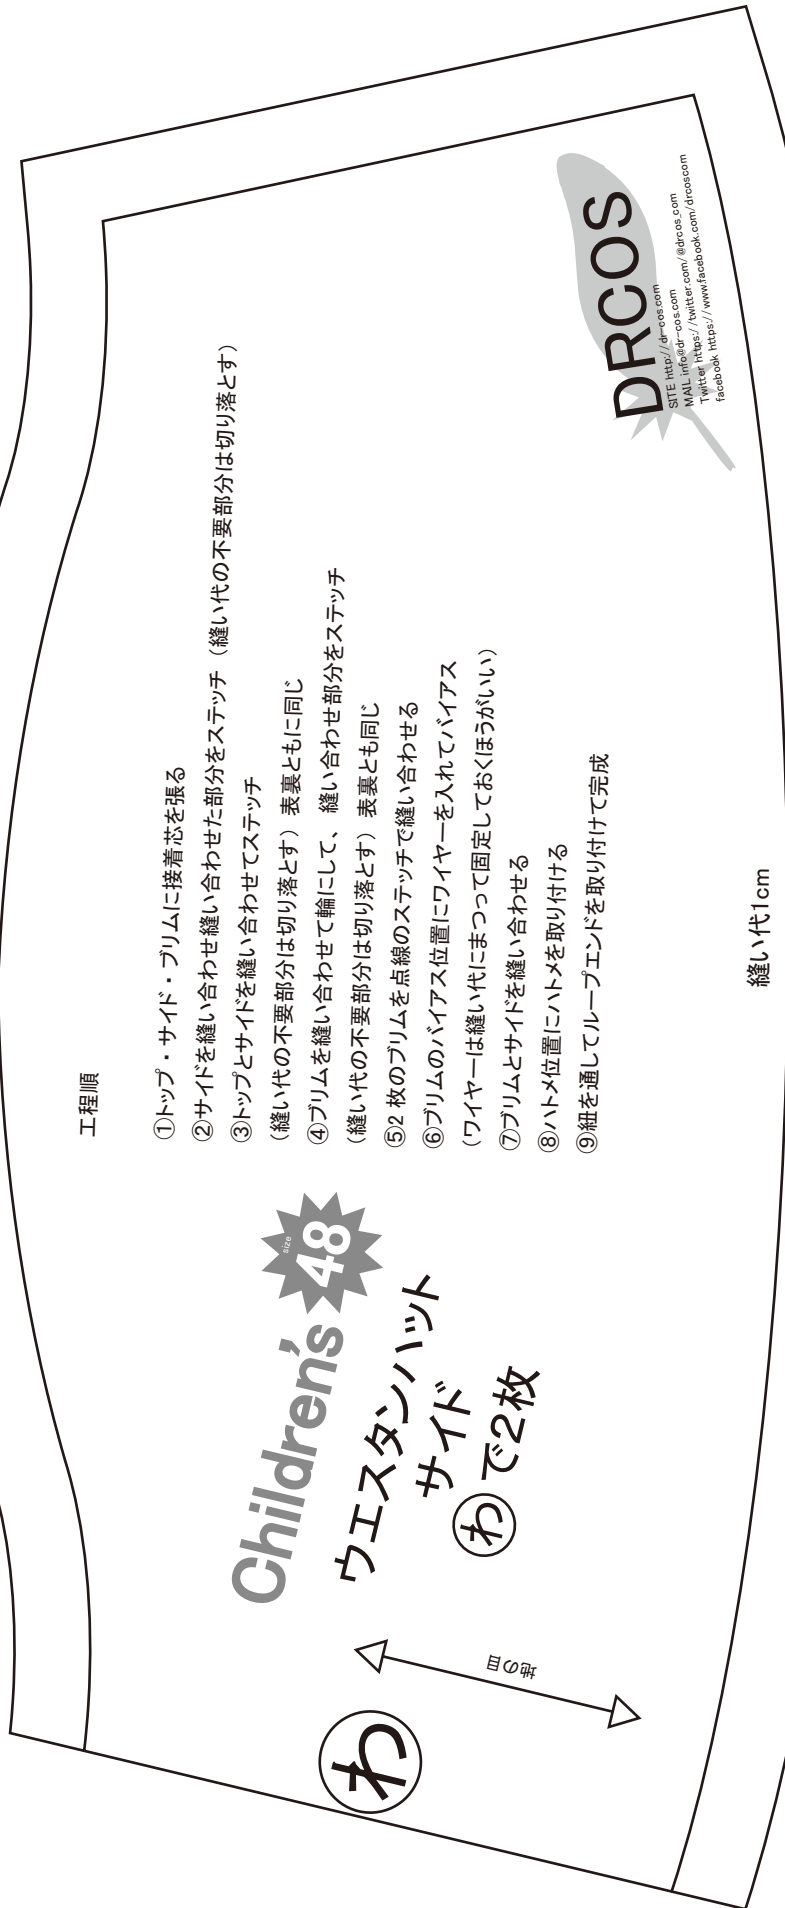 工程順
①トップ・サイド・ブリムに接着芯を張る
②サイドを縫い合わせ縫い合わせた部分をステッチ（縫い代の不要部分は切り落とす）
③トップとサイドを縫い合わせてステッチ
（縫い代の不要部分は切り落とす）表裏ともに同じ
④ブリムを縫い合わせて輪にして、縫い合わせ部分をステッチ
（縫い代の不要部分は切り落とす）表裏とも同じ
⑤2枚のブリムを点線のステッチで縫い合わせる
⑥ブリムのバイアス位置にワイヤーを入れてバイアス
（ワイヤーは縫い代にまつって固定しておくほうがいい）
⑦ブリムとサイドを縫い合わせる
⑧ハトメ位置にハトメを取り付ける
⑨紐を通してループエンドを取り付けて完成
Children's
size
48
ウエスタンハット
サイド
わで2枚
地の目
わ
縫い代1cm
DRCOS
SITE http://dr-cos.com
MAIL info@dr-cos.com
Twitter https://twitter.com/@drcos_com
facebook https://www.facebook.com/drcoscom